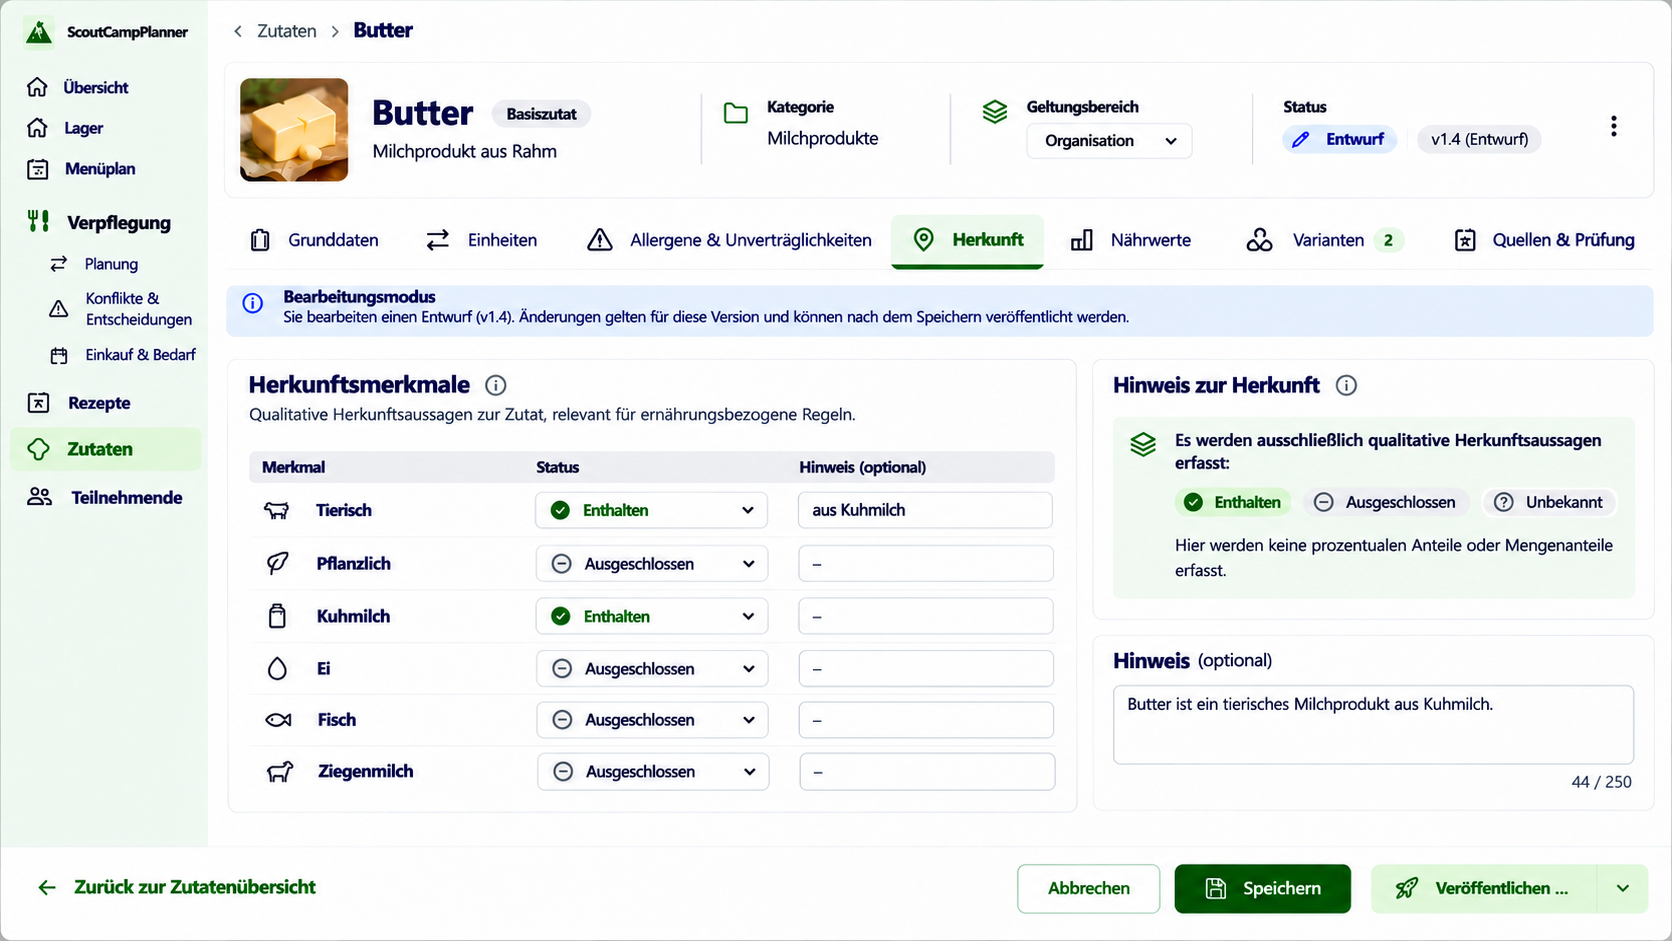 ScoutCampPlanner
Übersicht
Lager
Menüplan
Verpflegung
Planung
Konflikte &
Entscheidungen
Einkauf & Bedarf
Rezepte
Zutaten
Teilnehmende
Zutaten > Butter
Butter Basiszutat
Milchprodukt aus Rahm
Kategorie
Milchprodukte
Geltungsbereich
Organisation
Status
Entwurf v1.4 (Entwurf)
Grunddaten Einheiten Allergene & Unverträglichkeiten Herkunft Nährwerte Varianten 2 Quellen & Prüfung
Bearbeitungsmodus
Sie bearbeiten einen Entwurf (v1.4). Änderungen gelten für diese Version und können nach dem Speichern veröffentlicht werden.
Herkunftsmerkmale
Qualitative Herkunftsaussagen zur Zutat, relevant für ernährungsbezogene Regeln.
Merkmal Status Hinweis (optional)
Tierisch Enthalten aus Kuhmilch
Pflanzlich Ausgeschlossen –
Kuhmilch Enthalten –
Ei Ausgeschlossen –
Fisch Ausgeschlossen –
Ziegenmilch Ausgeschlossen –
Hinweis zur Herkunft
Es werden ausschließlich qualitative Herkunftsaussagen
erfasst:
Enthalten Ausgeschlossen Unbekannt
Hier werden keine prozentualen Anteile oder Mengenanteile
erfasst.
Hinweis (optional)
Butter ist ein tierisches Milchprodukt aus Kuhmilch.
44 / 250
Zurück zur Zutatenübersicht
Abbrechen Speichern Veröffentlichen ...